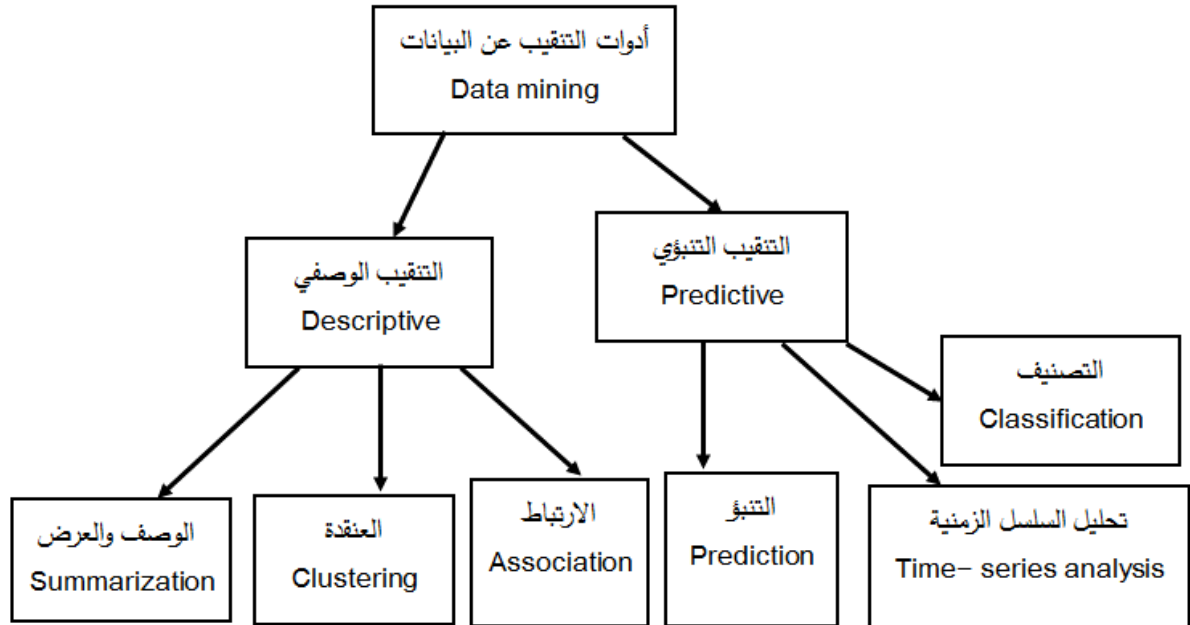 أدوات التنقيب عن البيانات
Data mining
التنقيب التنبؤي
Predictive
التنقيب الوصفي
Descriptive
التصنيف
Classification
تحليل السلسل الزمنية
Time− series analysis
التنبؤ
Prediction
الارتباط
Association
العنقدة
Clustering
الوصف والعرض
Summarization